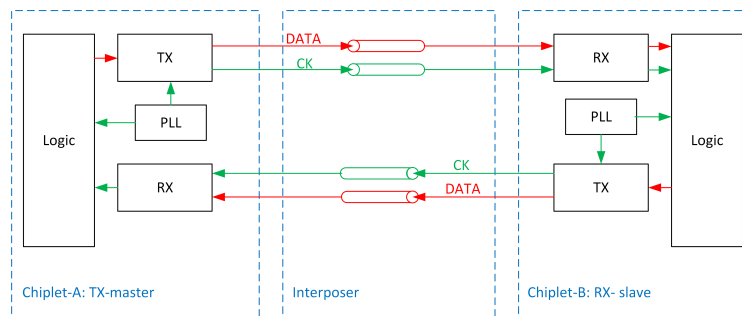 DATA
TX
RX
CK
PLL
PLL
Logic
Logic
CK
RX
DATA
TX
Chiplet-A: TX-master
Interposer
Chiplet-B: RX- slave